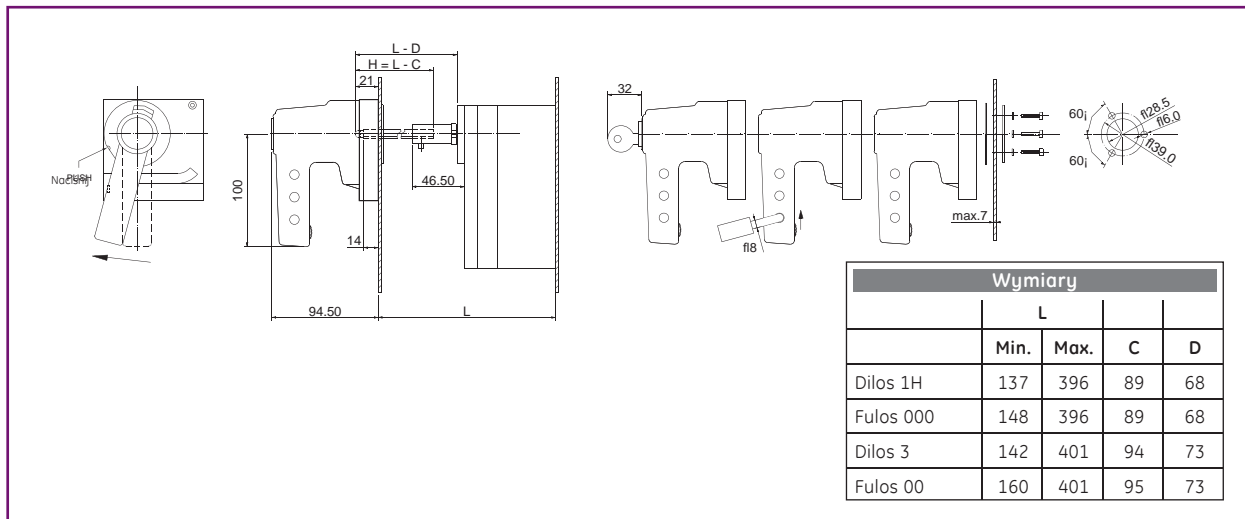 L - D
H = L - C
21
PUSH
Naciśnij
100
46.50
14
94.50
L
32
fl8
max.7
60¡
60¡
fl28.5
fl6.0
fl39.0
Wymiary
L
Min. Max. C D
Dilos 1H 137 396 89 68
Fulos 000 148 396 89 68
Dilos 3 142 401 94 73
Fulos 00 160 401 95 73